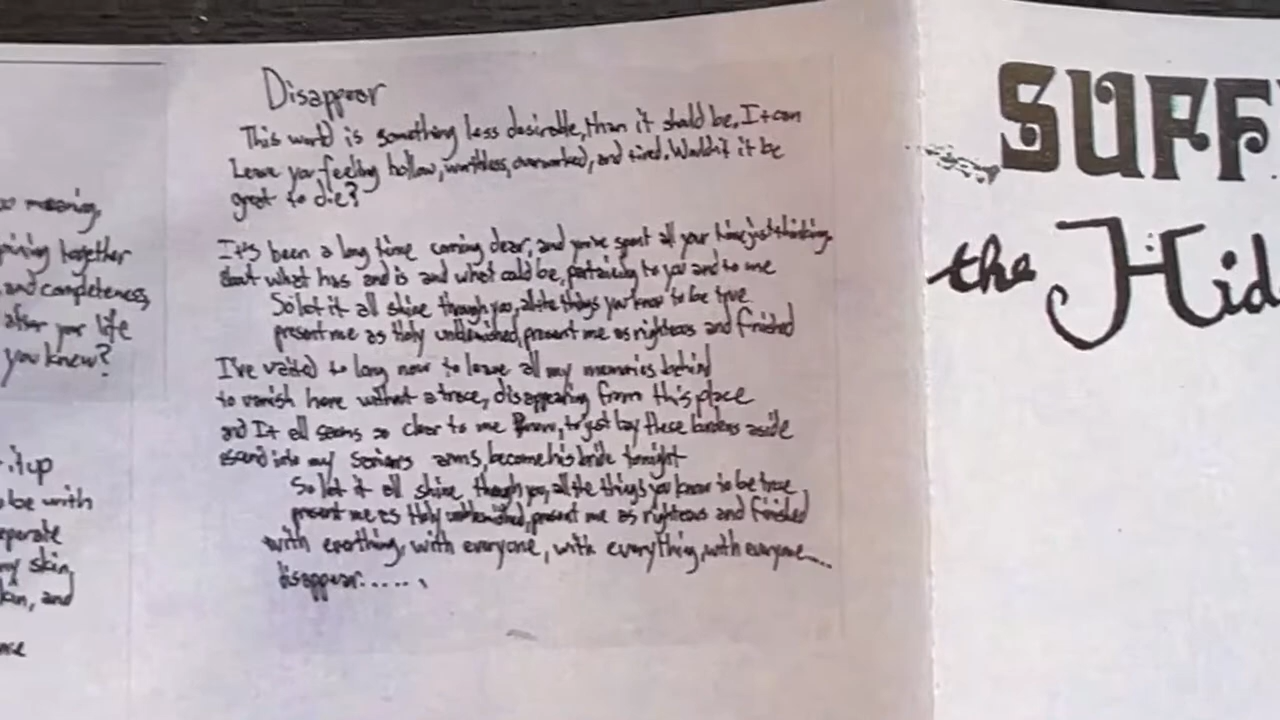 oo meaning,
joining together
and completeness,
after your life
you knew?
it up
o be with
eperate
my skin,
kin, and
nce
Disappear
This world is something less desirable, than it should be. It can
Leave you feeling hollow, worthless, overworked, and tired. Wouldn't it be
great to die?
It's been a long time coming dear, and you've spent all your time just thinking
about what has and is and what could be, pertaining to you and to me
So let it all shine through you, all the things you know to be true
present me as Holy unblemished, present me as righteous and finished
I've waited to long now to leave all my memories behind
to vanish here without a trace, disappearing from this place
and It all seems so clear to me now, to just lay these burdens aside
ascend into my saviors arms, become his bride tonight
So let it all shine through you, all the things you know to be true
present me as Holy unblemished, present me as righteous and finished
with everything, with everyone, with everything, with everyone...
disappear......
SUFF
the Hid